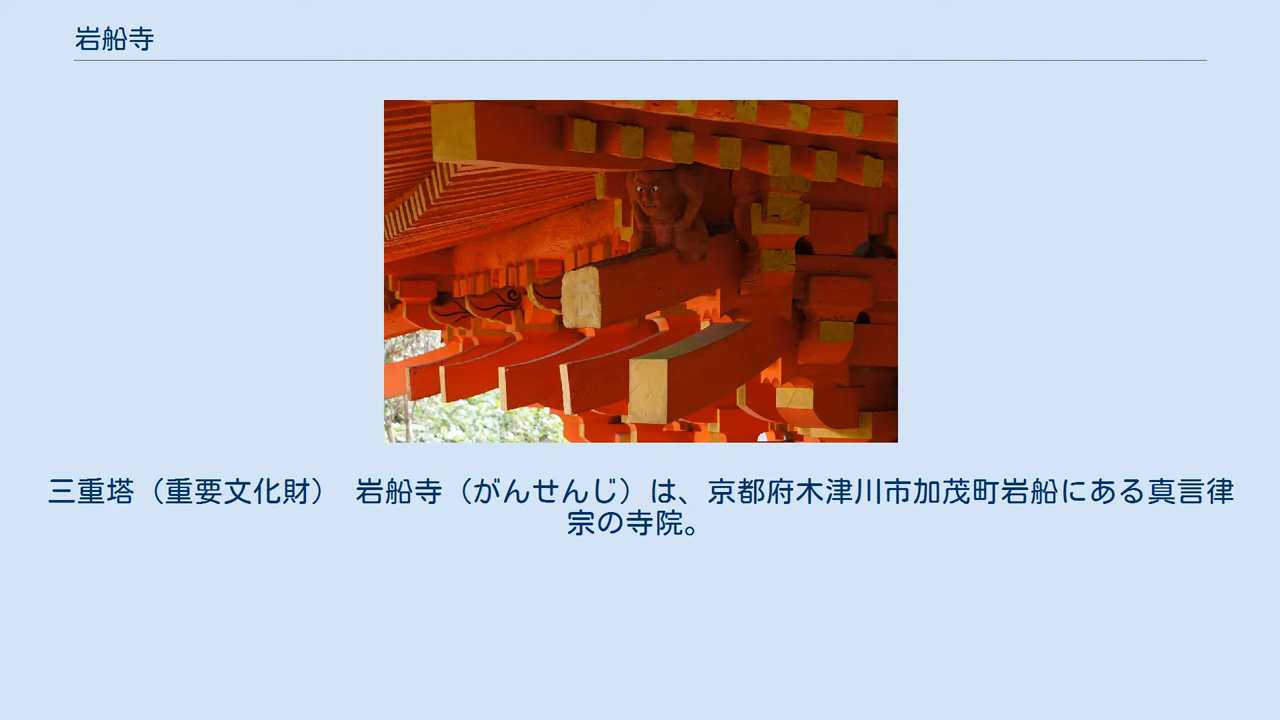 岩船寺
三重塔（重要文化財）　岩船寺（がんせんじ）は、京都府木津川市加茂町岩船にある真言律
宗の寺院。